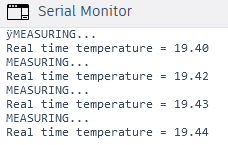 Serial Monitor
ÿMEASURING...
Real time temperature = 19.40
MEASURING...
Real time temperature = 19.42
MEASURING...
Real time temperature = 19.43
MEASURING...
Real time temperature = 19.44